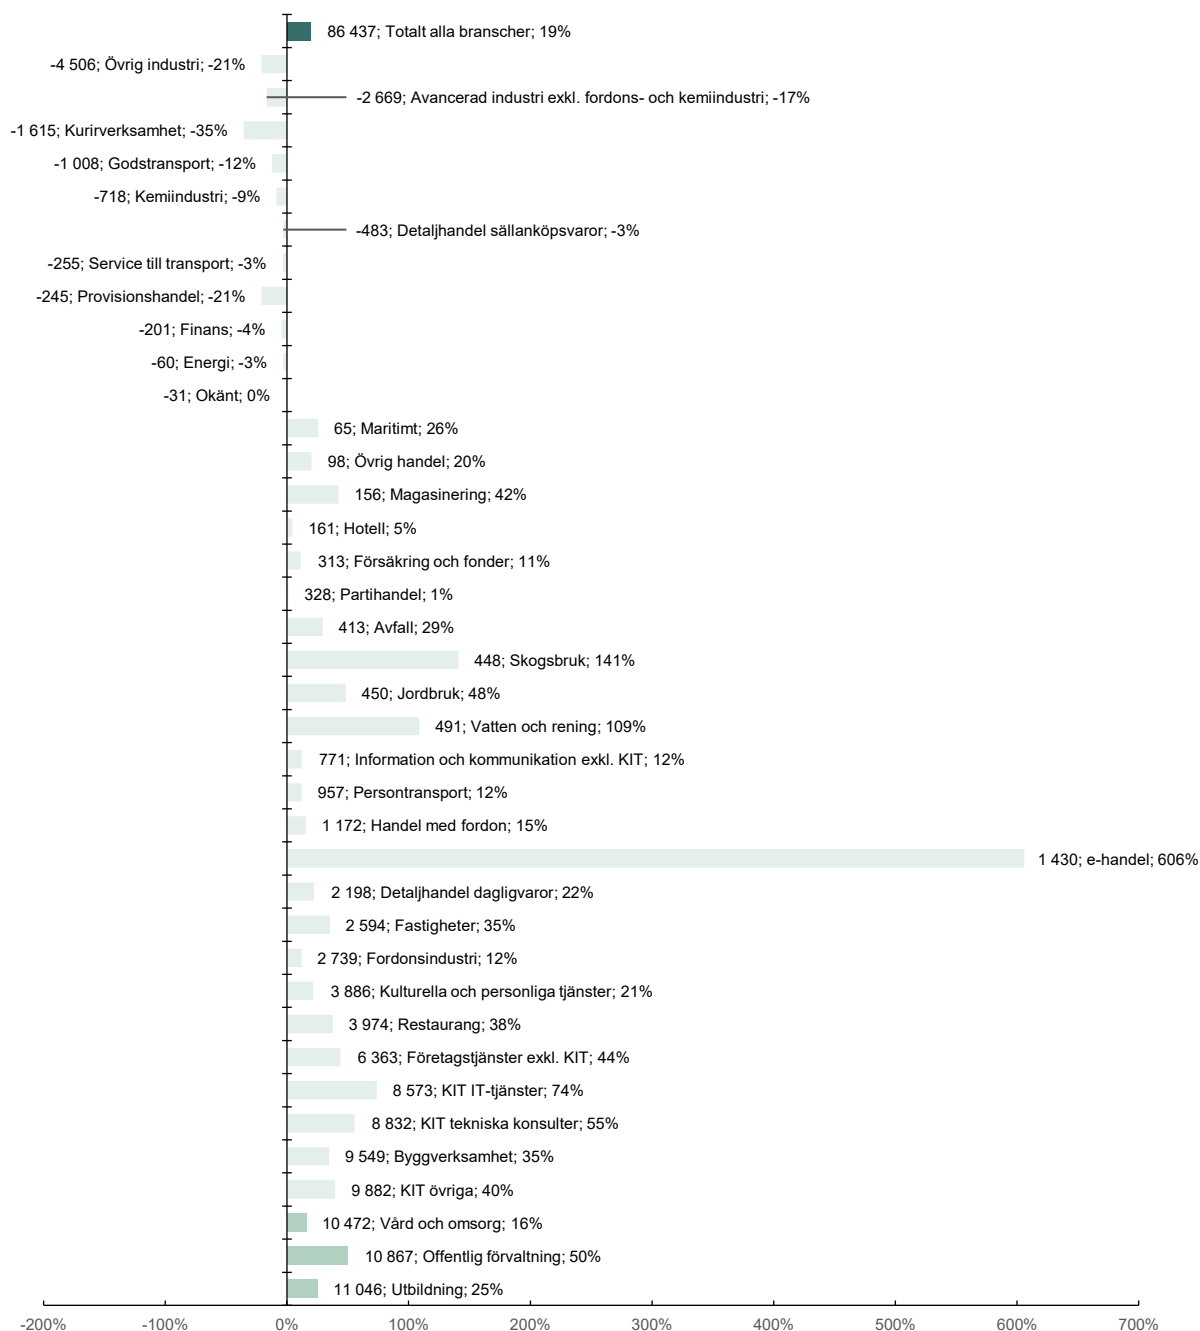 86 437; Totalt alla branscher; 19%
-4 506; Övrig industri; -21%
-2 669; Avancerad industri exkl. fordons- och kemiindustri; -17%
-1 615; Kurirverksamhet; -35%
-1 008; Godstransport; -12%
-718; Kemiindustri; -9%
-483; Detaljhandel sällanköpsvaror; -3%
-255; Service till transport; -3%
-245; Provisionshandel; -21%
-201; Finans; -4%
-60; Energi; -3%
-31; Okänt; 0%
65; Maritimt; 26%
98; Övrig handel; 20%
156; Magasinering; 42%
161; Hotell; 5%
313; Försäkring och fonder; 11%
328; Partihandel; 1%
413; Avfall; 29%
448; Skogsbruk; 141%
450; Jordbruk; 48%
491; Vatten och rening; 109%
771; Information och kommunikation exkl. KIT; 12%
957; Persontransport; 12%
1 172; Handel med fordon; 15%
1 430; e-handel; 606%
2 198; Detaljhandel dagligvaror; 22%
2 594; Fastigheter; 35%
2 739; Fordonsindustri; 12%
3 886; Kulturella och personliga tjänster; 21%
3 974; Restaurang; 38%
6 363; Företagstjänster exkl. KIT; 44%
8 573; KIT IT-tjänster; 74%
8 832; KIT tekniska konsulter; 55%
9 549; Byggverksamhet; 35%
9 882; KIT övriga; 40%
10 472; Vård och omsorg; 16%
10 867; Offentlig förvaltning; 50%
11 046; Utbildning; 25%
-200% -100% 0% 100% 200% 300% 400% 500% 600% 700%